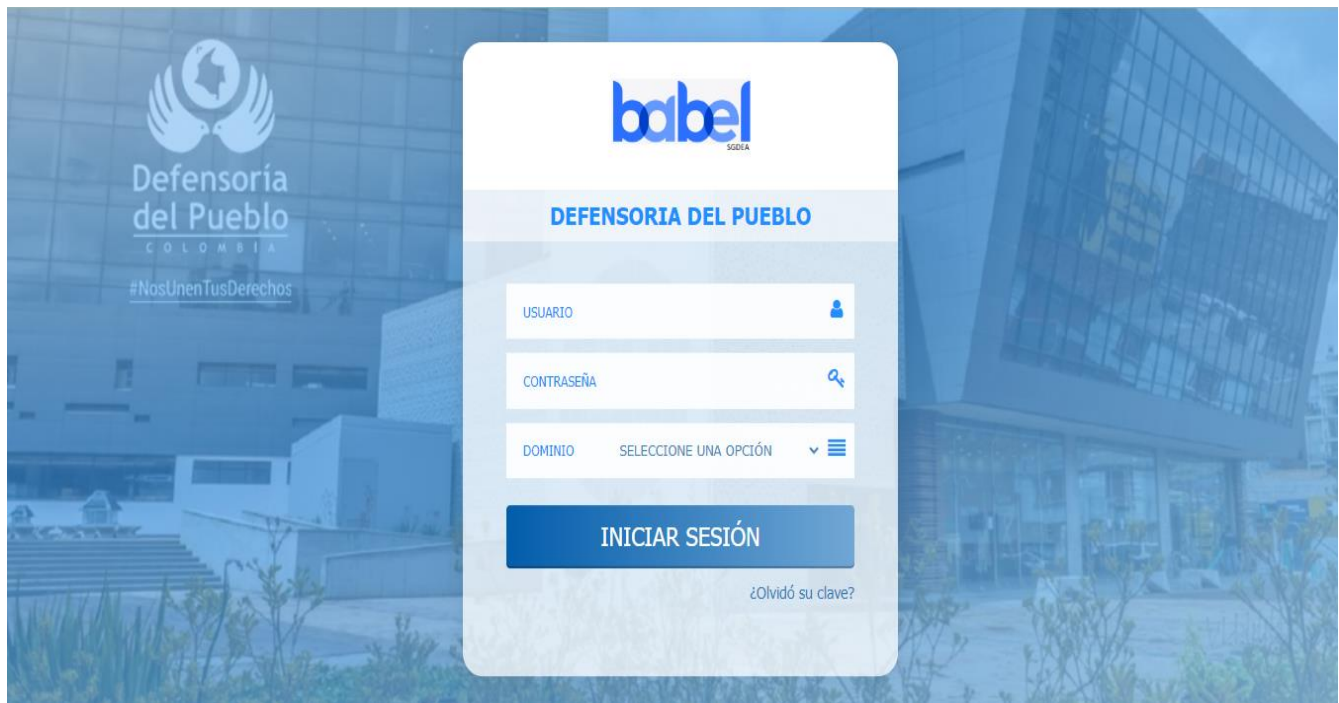 Defensoría
del Pueblo
COLOMBIA
#NosUnenTusDerechos
babel
SGDEA
DEFENSORIA DEL PUEBLO
USUARIO
CONTRASEÑA
DOMINIO SELECCIONE UNA OPCIÓN
INICIAR SESIÓN
¿Olvidó su clave?